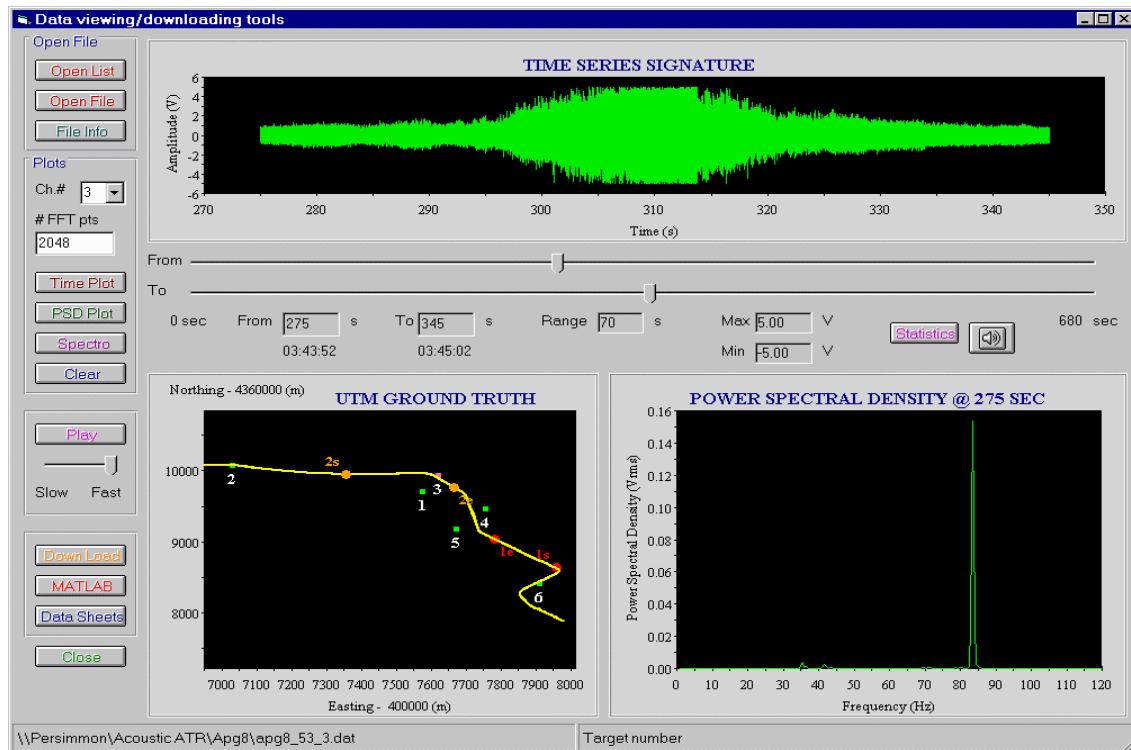 Data viewing/downloading tools
Open File
Open List
Open File
File Info
Plots
Ch.#
3
# FFT pts
2048
Time Plot
PSD Plot
Spectro
Clear
Play
Slow Fast
Down Load
MATLAB
Data Sheets
Close
TIME SERIES SIGNATURE
Amplitude (V)
6
4
2
0
-2
-4
-6
270 280 290 300 310 320 330 340 350
Time (s)
From
To
0 sec From 275 s To 345 s Range 70 s Max 5.00 V Statistics 680 sec
03:43:52 03:45:02 Min -5.00 V
Northing - 4360000 (m)
UTM GROUND TRUTH
10000
9000
8000
2
2s
3
1
2e
4
5
1e
1s
6
7000 7100 7200 7300 7400 7500 7600 7700 7800 7900 8000
Easting - 400000 (m)
POWER SPECTRAL DENSITY @ 275 SEC
Power Spectral Density (Vrms)
0.16
0.14
0.12
0.10
0.08
0.06
0.04
0.02
0.00
0 10 20 30 40 50 60 70 80 90 100 110 120
Frequency (Hz)
\\Persimmon\Acoustic ATR\Apg8\apg8_53_3.dat
Target number